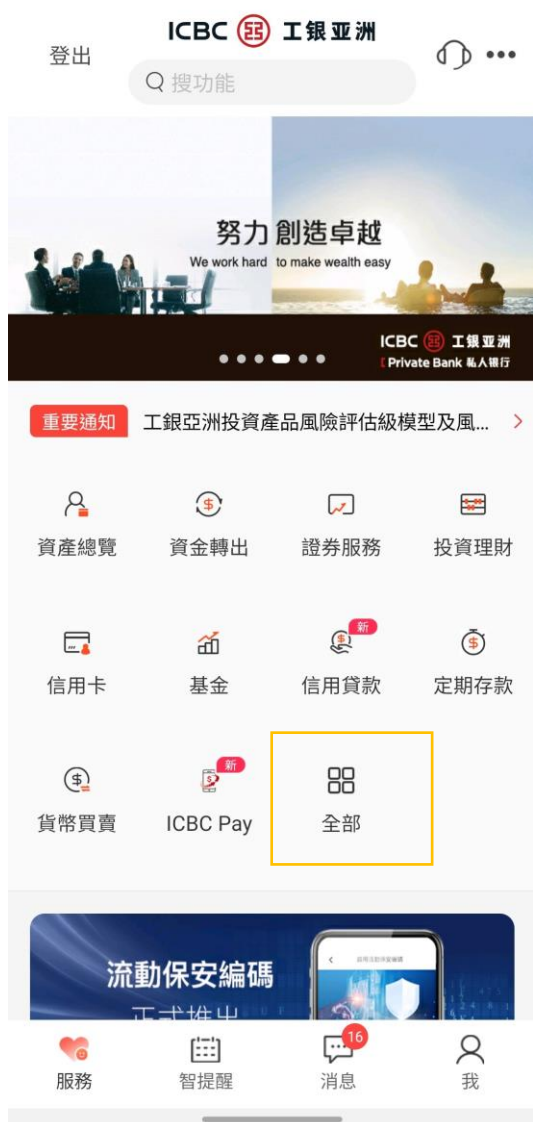 ICBC 工银亚洲
登出
搜功能
努力創造卓越
We work hard to make wealth easy
ICBC 工银亚洲
Private Bank 私人银行
重要通知 工銀亞洲投資產品風險評估級模型及風...
資產總覽 資金轉出 證券服務 投資理財
新
信用卡 基金 信用貸款 定期存款
新
貨幣買賣 ICBC Pay 全部
流動保安編碼
正式推出
16
服務 智提醒 消息 我